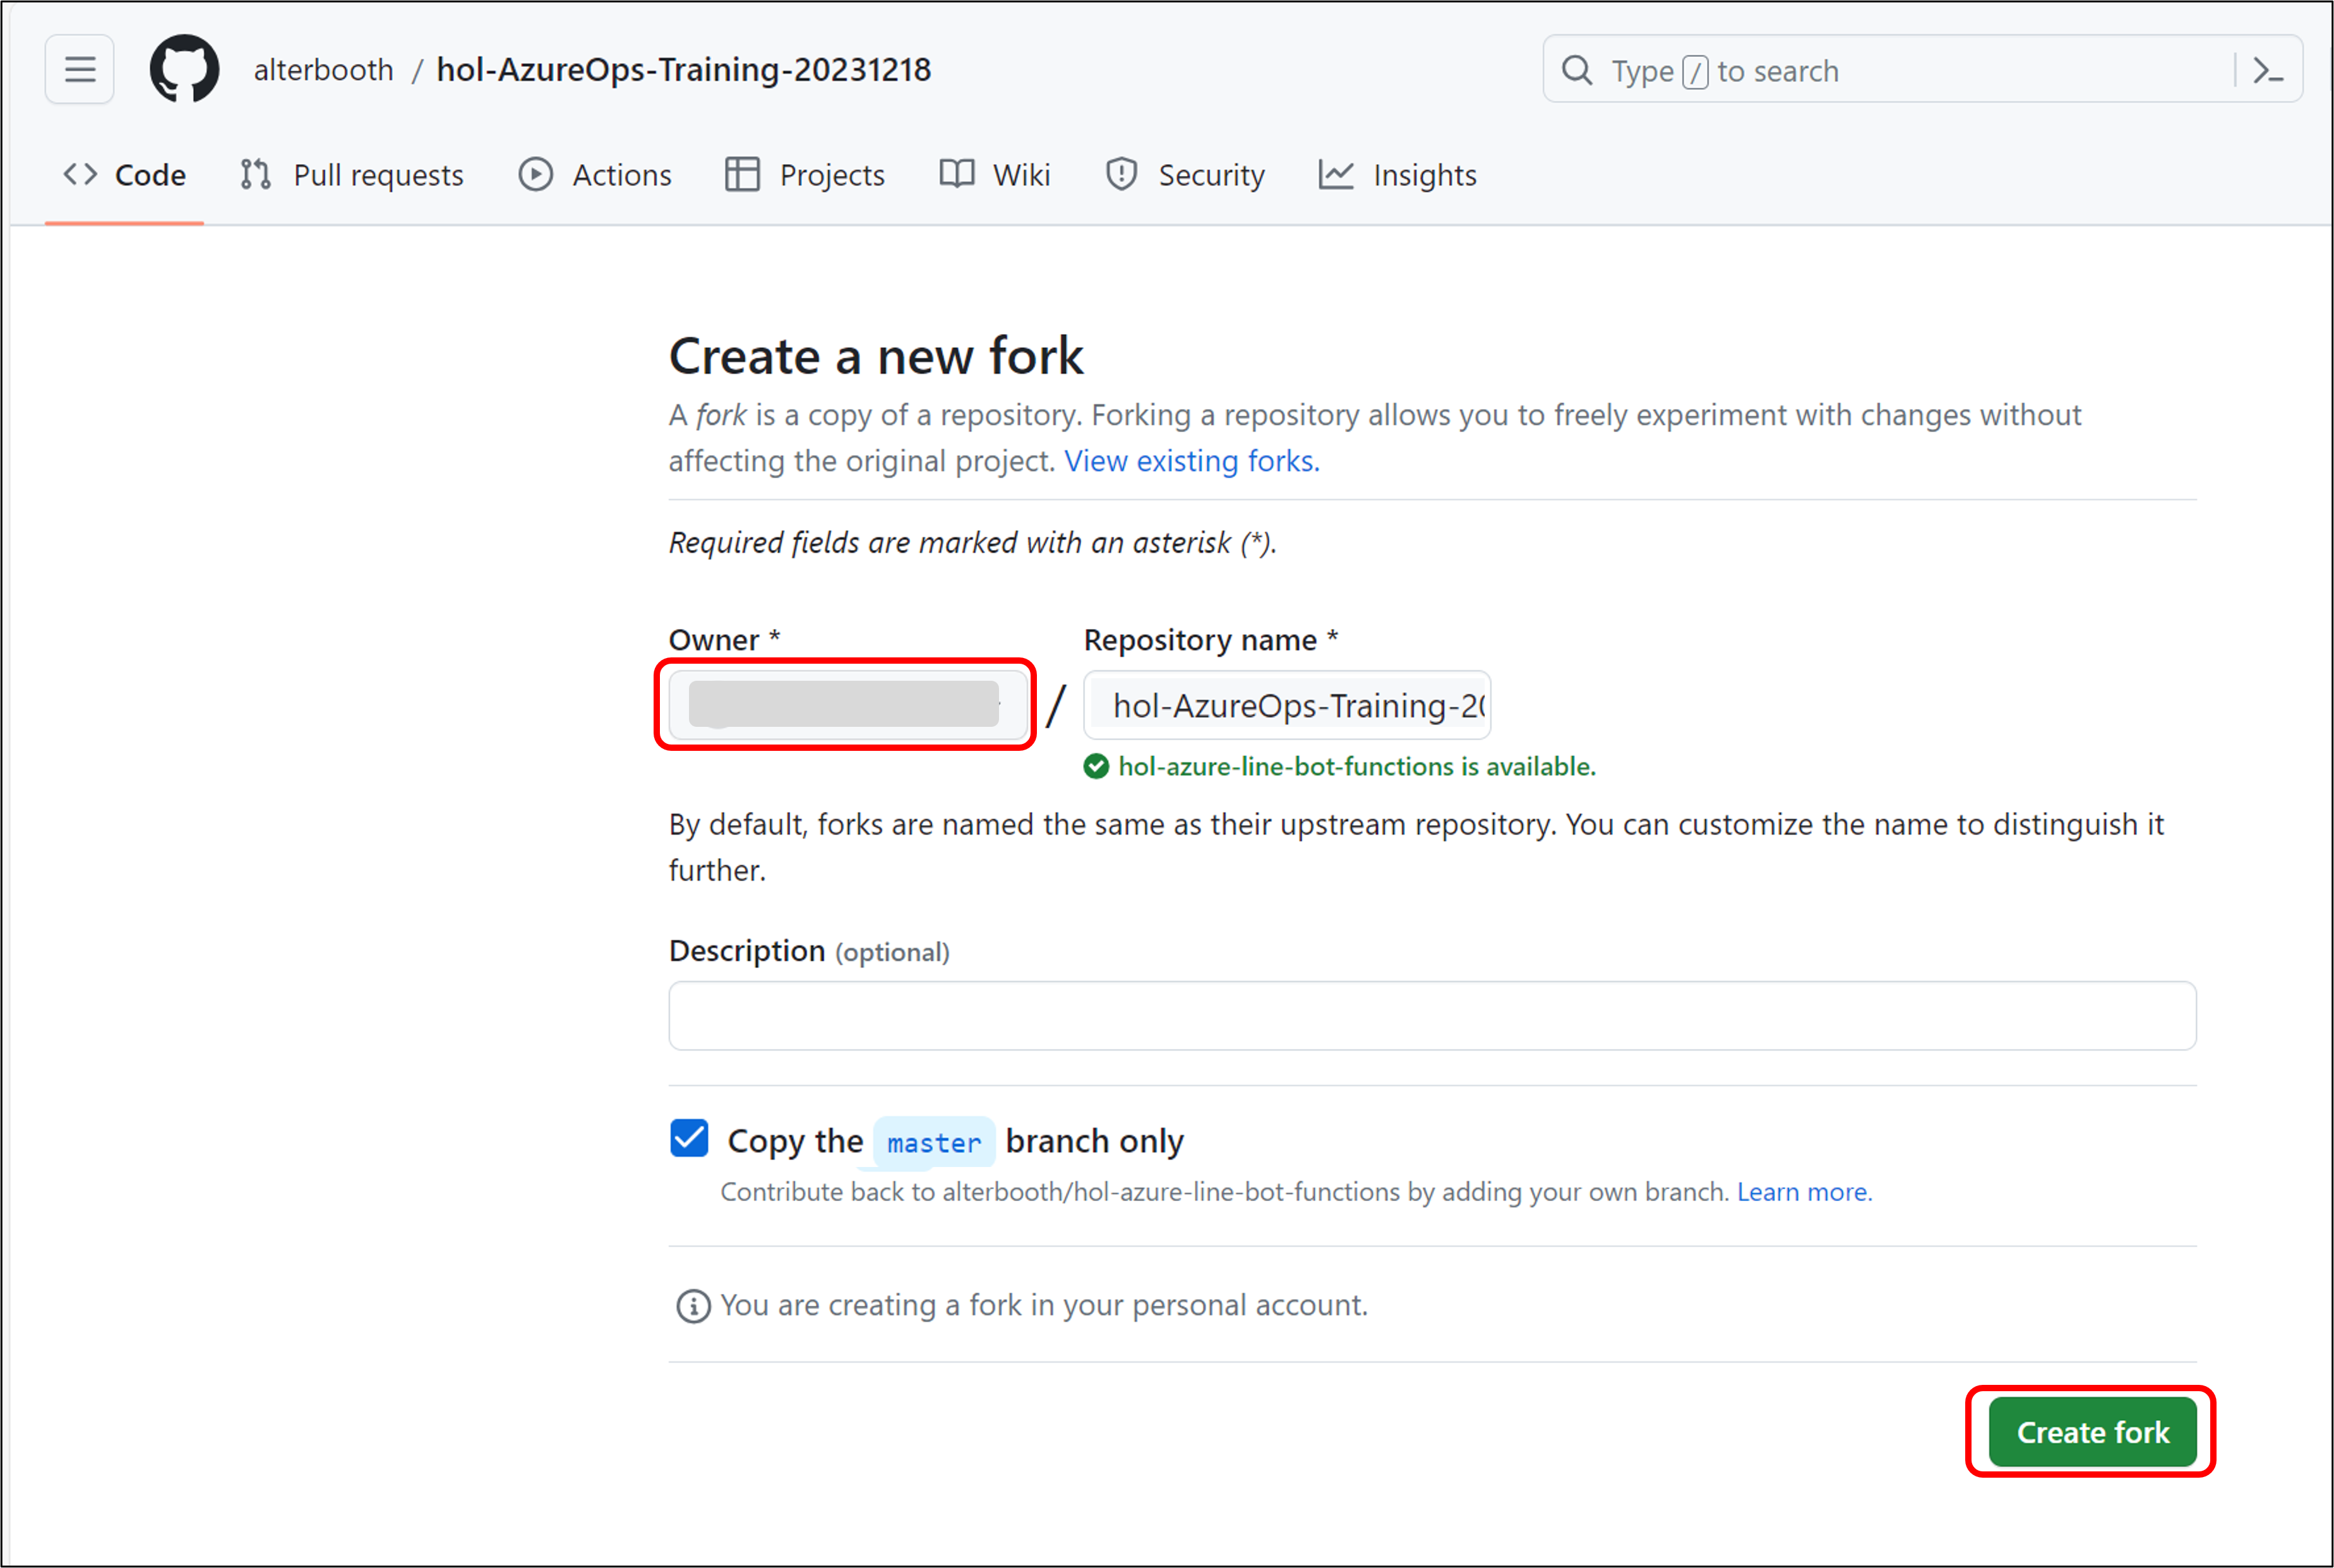 alterbooth / hol-AzureOps-Training-20231218
Type / to search
Code Pull requests Actions Projects Wiki Security Insights
Create a new fork
A fork is a copy of a repository. Forking a repository allows you to freely experiment with changes without
affecting the original project. View existing forks.
Required fields are marked with an asterisk (*).
Owner * Repository name *
/ hol-AzureOps-Training-20
hol-azure-line-bot-functions is available.
By default, forks are named the same as their upstream repository. You can customize the name to distinguish it
further.
Description (optional)
Copy the master branch only
Contribute back to alterbooth/hol-azure-line-bot-functions by adding your own branch. Learn more.
You are creating a fork in your personal account.
Create fork